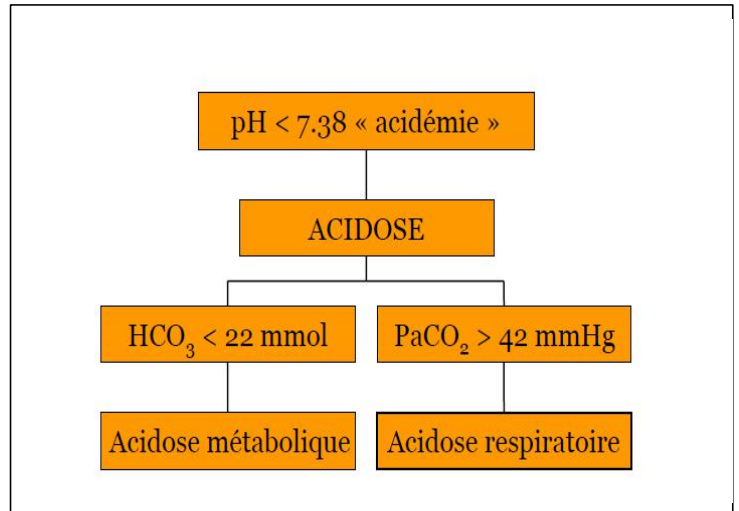 pH < 7.38 « acidémie »
ACIDOSE
HCO₃ < 22 mmol
PaCO₂ > 42 mmHg
Acidose métabolique
Acidose respiratoire